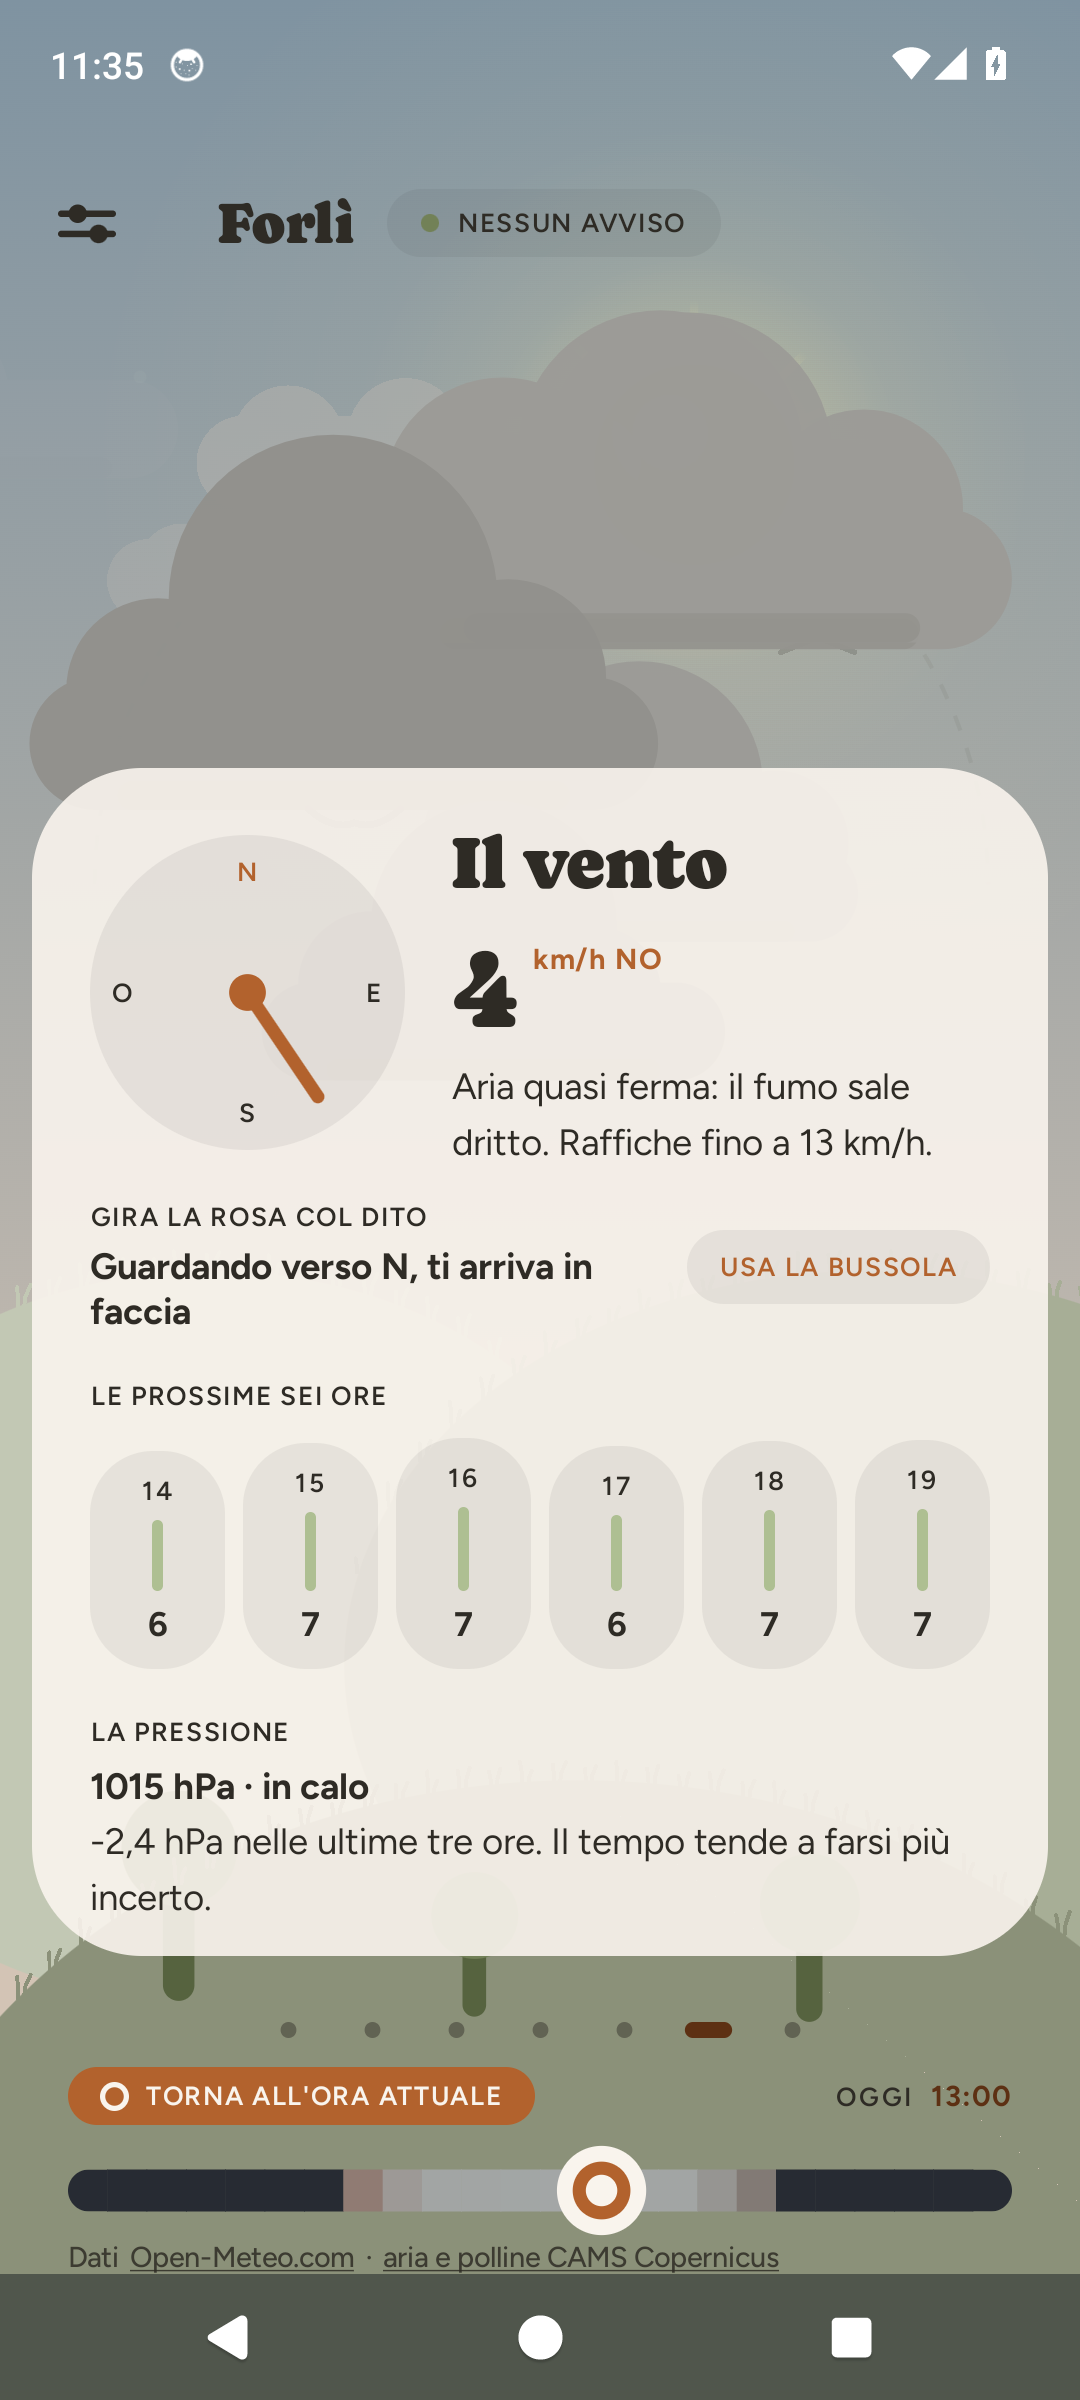 11:35
Forlì
NESSUN AVVISO
N
O
E
S
Il vento
4 km/h NO
Aria quasi ferma: il fumo sale
dritto. Raffiche fino a 13 km/h.
GIRA LA ROSA COL DITO
Guardando verso N, ti arriva in
faccia
USA LA BUSSOLA
LE PROSSIME SEI ORE
14 15 16 17 18 19
6 7 7 6 7 7
LA PRESSIONE
1015 hPa · in calo
-2,4 hPa nelle ultime tre ore. Il tempo tende a farsi più
incerto.
TORNA ALL'ORA ATTUALE
OGGI 13:00
Dati Open-Meteo.com · aria e polline CAMS Copernicus